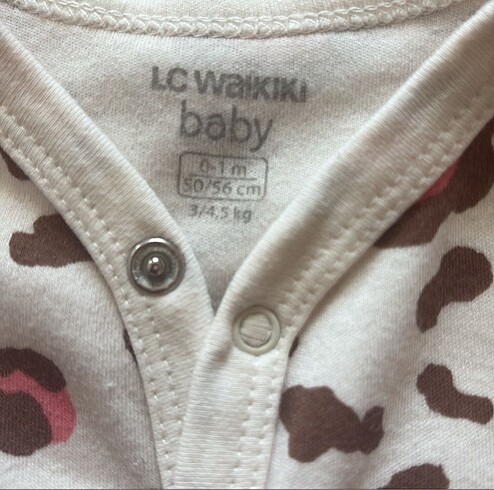 LC WAIKIKI
baby
0-1 m
50/56 cm
3/4,5 kg